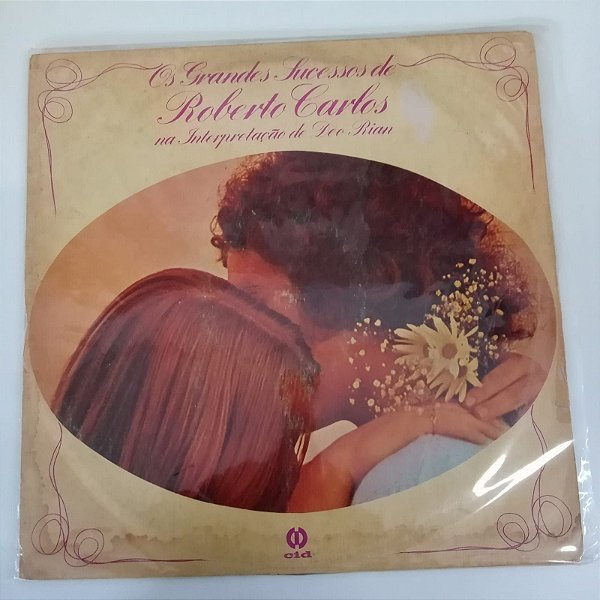 Os Grandes Sucessos de
Roberto Carlos
na Interpretação de Deo Rian
cid